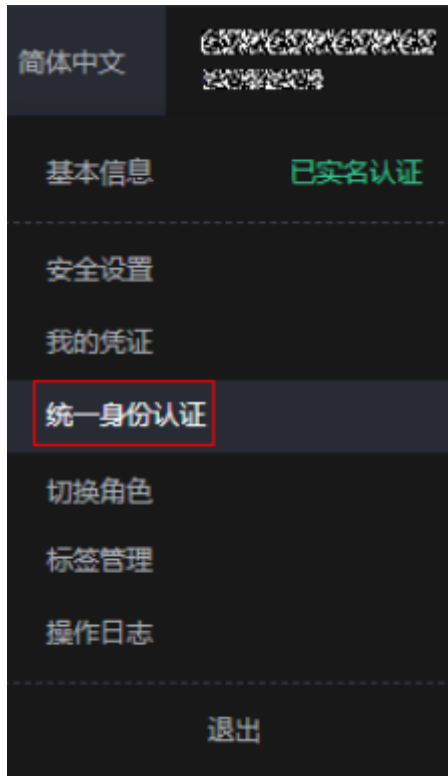 简体中文
基本信息 已实名认证
安全设置
我的凭证
统一身份认证
切换角色
标签管理
操作日志
退出